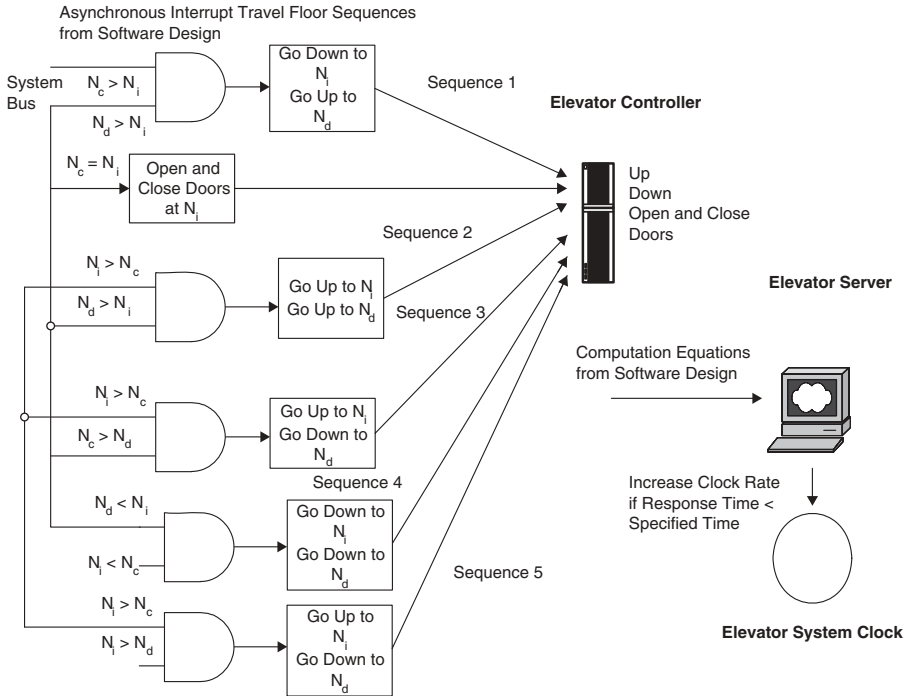 Asynchronous Interrupt Travel Floor Sequences
from Software Design
System
Bus
N_c > N_i
N_d > N_i
Go Down to
N_i
Go Up to
N_d
Sequence 1
Elevator Controller
N_c = N_i
Open and
Close Doors
at N_i
Up
Down
Open and Close
Doors
Sequence 2
N_i > N_c
N_d > N_i
Go Up to N_i
Go Up to N_d
Sequence 3
Elevator Server
Computation Equations
from Software Design
N_i > N_c
N_c > N_d
Go Up to N_i
Go Down to
N_d
Sequence 4
Increase Clock Rate
if Response Time <
Specified Time
N_d < N_i
N_i < N_c
Go Down to
N_i
Go Down to
N_d
Sequence 5
N_i > N_c
N_i > N_d
Go Up to
N_i
Go Down to
N_d
Elevator System Clock